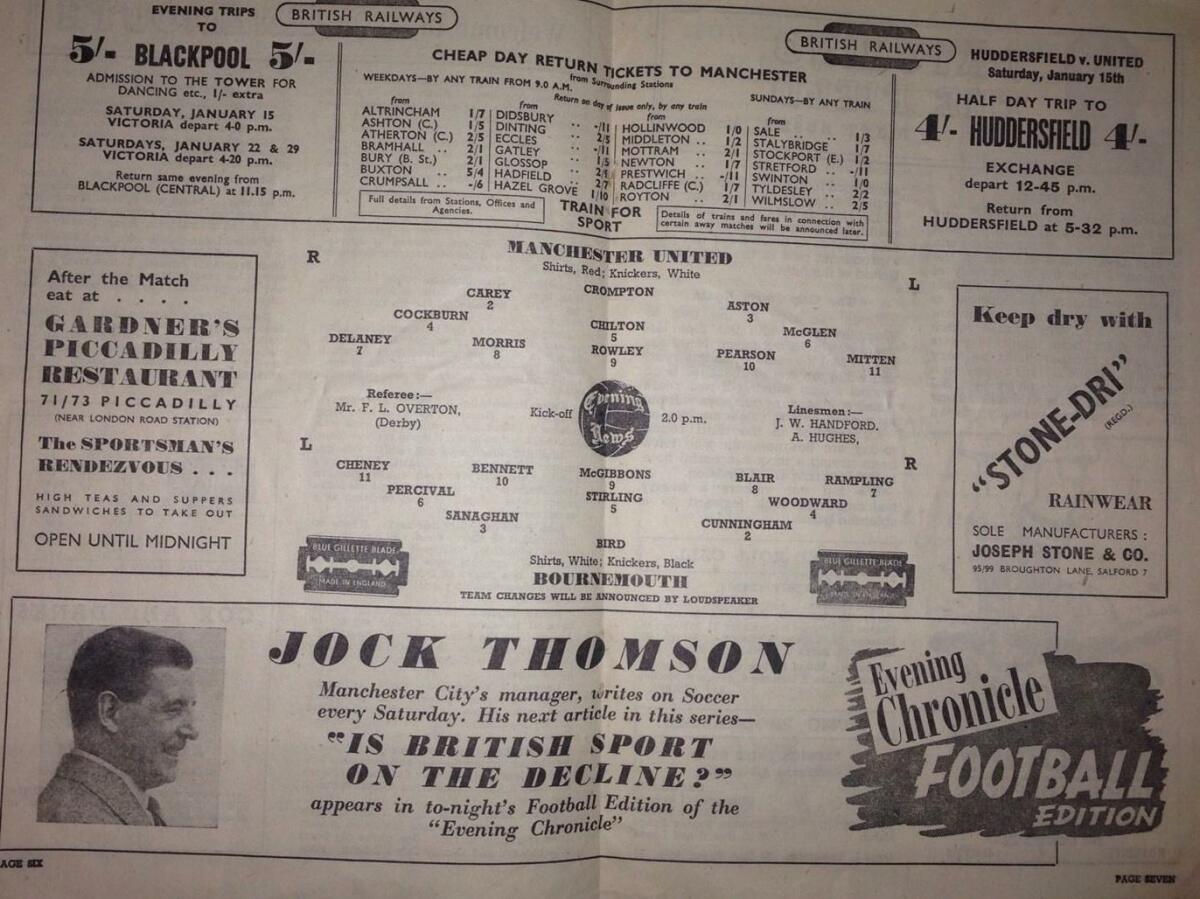 EVENING TRIPS
TO
5/- BLACKPOOL 5/-
ADMISSION TO THE TOWER FOR
DANCING etc., 1/- extra
SATURDAY, JANUARY 15
VICTORIA depart 4-0 p.m.
SATURDAYS, JANUARY 22 & 29
VICTORIA depart 4-20 p.m.
Return same evening from
BLACKPOOL (CENTRAL) at 11.15 p.m.
BRITISH RAILWAYS
BRITISH RAILWAYS
CHEAP DAY RETURN TICKETS TO MANCHESTER
from Surrounding Stations
WEEKDAYS—BY ANY TRAIN FROM 9.0 A.M.
Return on day of issue only, by any train
SUNDAYS—BY ANY TRAIN
from
ALTRINCHAM 1/7
ASHTON (C.) 1/5
ATHERTON (C.) 2/5
BRAMHALL .. 2/1
BURY (B. St.) 2/1
BUXTON .. 5/4
CRUMPSALL .. -/6
from
DIDSBURY
DINTING .. -/11
ECCLES .. 2/5
GATLEY .. -/11
GLOSSOP .. 1/5
HADFIELD .. 2/5
HAZEL GROVE 2/7
1/10
from
HOLLINWOOD 1/0
MIDDLETON .. 1/2
MOTTRAM .. 2/1
NEWTON .. 1/7
PRESTWICH .. -/11
RADCLIFFE (C.) 1/7
ROYTON .. 2/1
from
SALE .. .. 1/3
STALYBRIDGE 1/7
STOCKPORT (E.) 1/2
STRETFORD .. -/11
SWINTON .. 1/0
TYLDESLEY .. 2/2
WILMSLOW .. 2/5
Full details from Stations, Offices and
Agencies.
TRAIN FOR
SPORT
Details of trains and fares in connection with
certain away matches will be announced later.
HUDDERSFIELD v. UNITED
Saturday, January 15th
HALF DAY TRIP TO
4/- HUDDERSFIELD 4/-
EXCHANGE
depart 12-45 p.m.
Return from
HUDDERSFIELD at 5-32 p.m.
After the Match
eat at . . . .
GARDNER'S
PICCADILLY
RESTAURANT
71/73 PICCADILLY
(NEAR LONDON ROAD STATION)
The SPORTSMAN'S
RENDEZVOUS . . .
HIGH TEAS AND SUPPERS
SANDWICHES TO TAKE OUT
OPEN UNTIL MIDNIGHT
MANCHESTER UNITED
Shirts, Red; Knickers, White
R
L
CROMPTON
CAREY
2
ASTON
3
COCKBURN
4
CHILTON
5
McGLEN
6
DELANEY
7
MORRIS
8
ROWLEY
9
PEARSON
10
MITTEN
11
Referee:—
Mr. F. L. OVERTON,
(Derby)
Kick-off
Evening
News
2.0 p.m.
Linesmen:—
J. W. HANDFORD.
A. HUGHES,
L
R
CHENEY
11
BENNETT
10
McGIBBONS
9
BLAIR
8
RAMPLING
7
PERCIVAL
6
STIRLING
5
WOODWARD
4
SANAGHAN
3
CUNNINGHAM
2
BIRD
Shirts, White; Knickers, Black
BOURNEMOUTH
TEAM CHANGES WILL BE ANNOUNCED BY LOUDSPEAKER
BLUE GILLETTE BLADE
MADE IN ENGLAND
BLUE GILLETTE BLADE
MADE IN ENGLAND
Keep dry with
"STONE-DRI"
(REGD.)
RAINWEAR
SOLE MANUFACTURERS :
JOSEPH STONE & CO.
95/99 BROUGHTON LANE, SALFORD 7
JOCK THOMSON
Manchester City's manager, writes on Soccer
every Saturday. His next article in this series—
"IS BRITISH SPORT
ON THE DECLINE?"
appears in to-night's Football Edition of the
"Evening Chronicle"
Evening
Chronicle
FOOTBALL
EDITION
AGE SIX
PAGE SEVEN